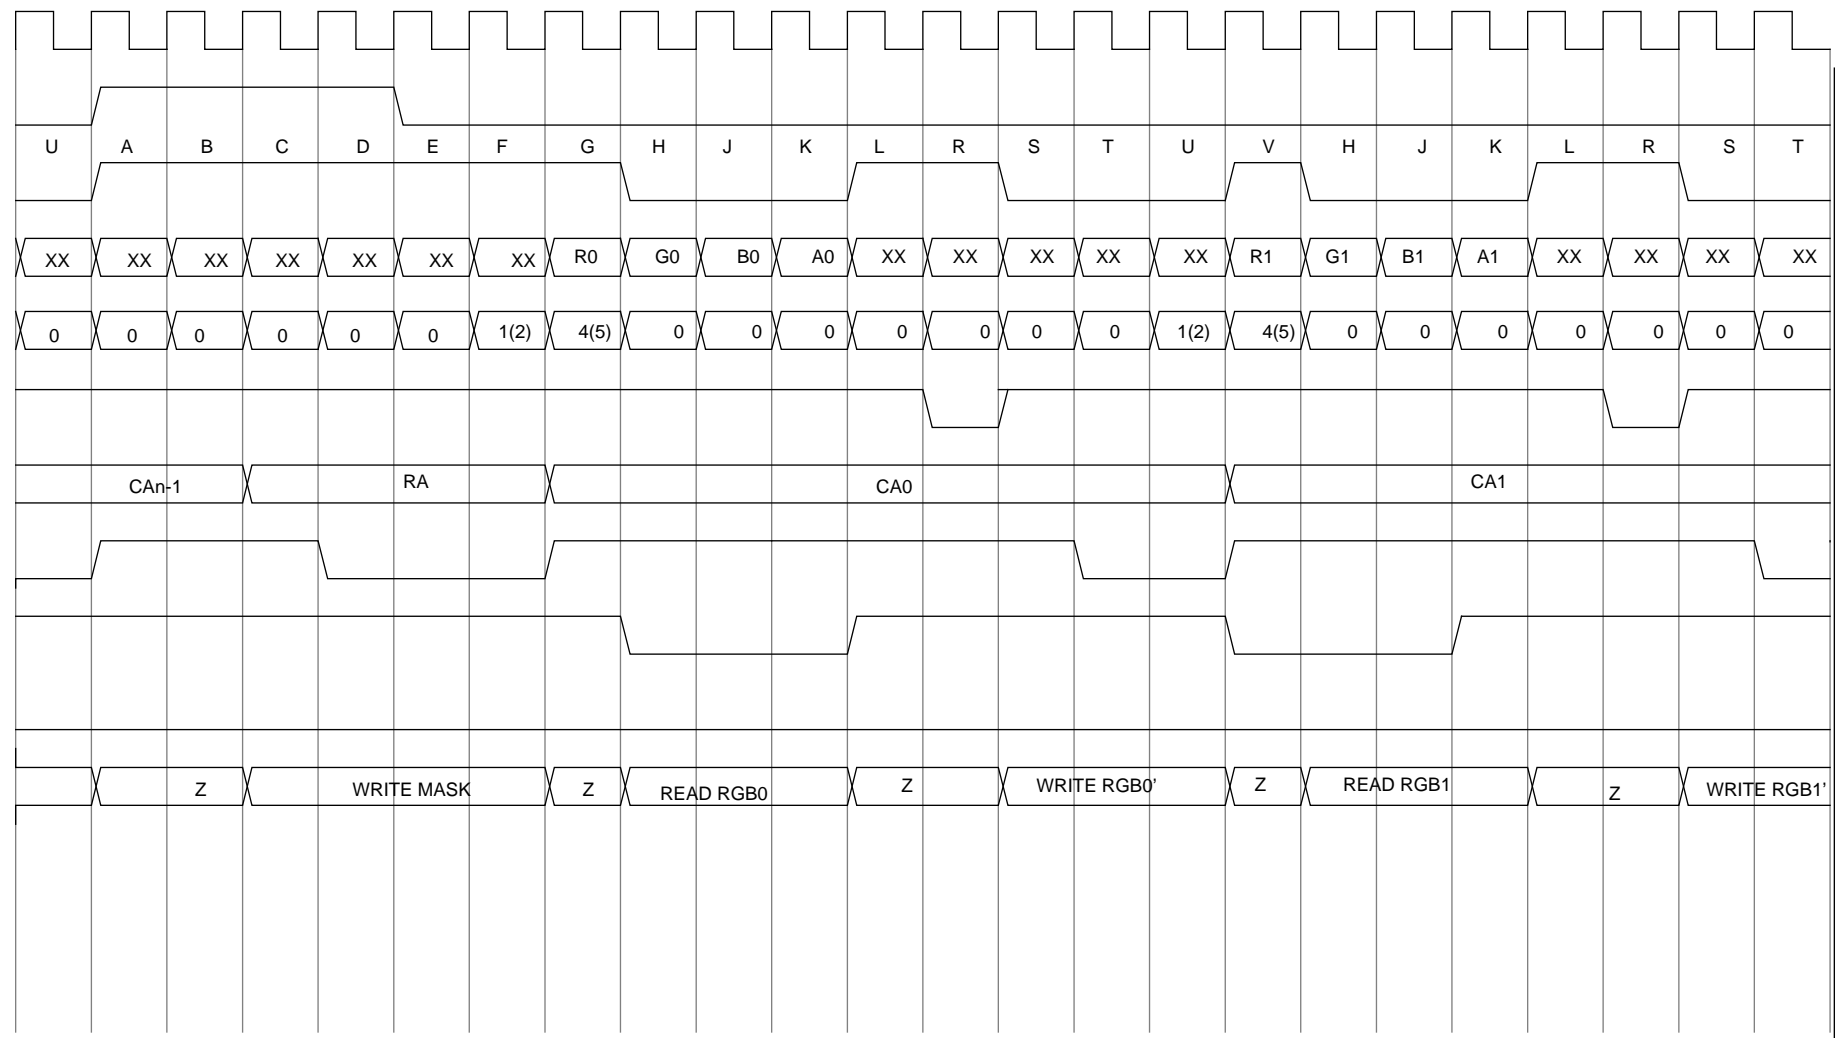 U A B C D E F G H J K L R S T U V H J K L R S T
XX XX XX XX XX XX XX R0 G0 B0 A0 XX XX XX XX XX R1 G1 B1 A1 XX XX XX XX
0 0 0 0 0 0 1(2) 4(5) 0 0 0 0 0 0 0 1(2) 4(5) 0 0 0 0 0 0 0
CAn-1 RA CA0 CA1
Z WRITE MASK Z READ RGB0 Z WRITE RGB0’ Z READ RGB1 Z WRITE RGB1’